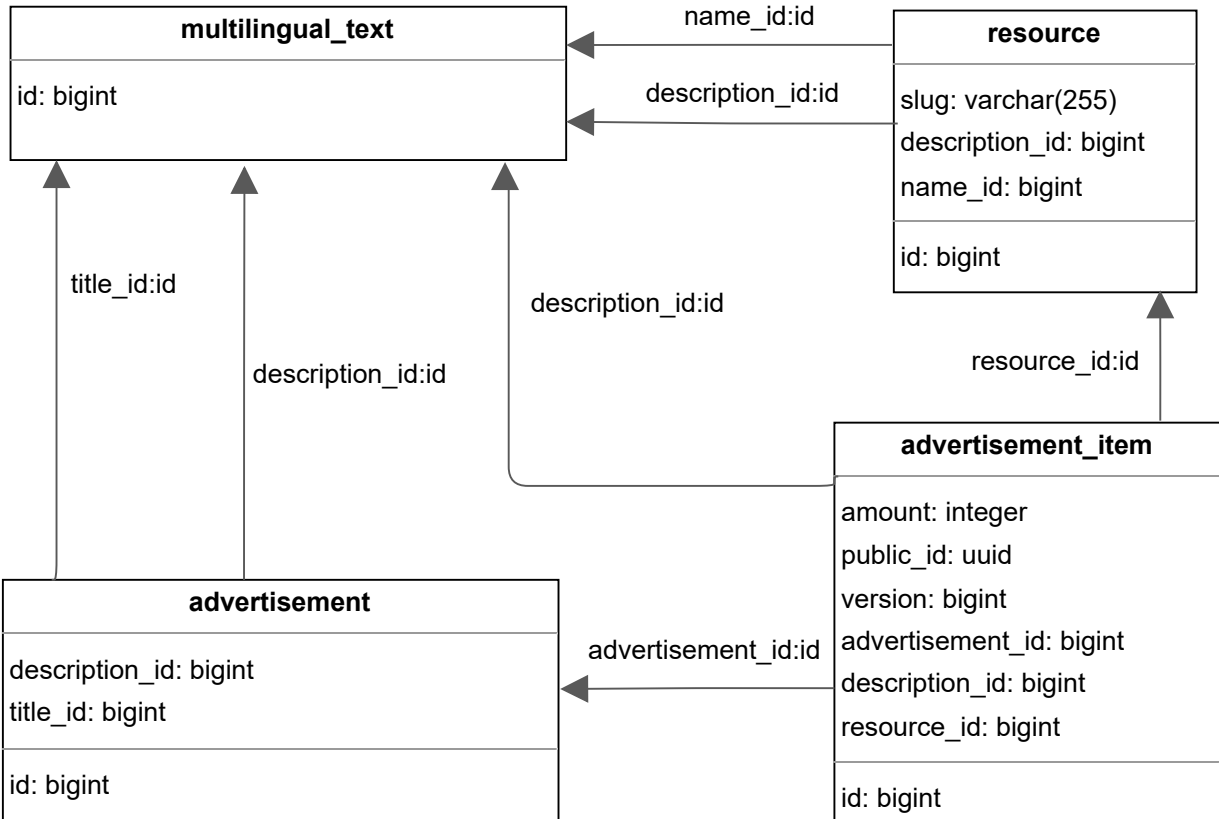 multilingual_text
id: bigint
name_id:id
description_id:id
resource
slug: varchar(255)
description_id: bigint
name_id: bigint
id: bigint
title_id:id
description_id:id
description_id:id
resource_id:id
advertisement_item
amount: integer
public_id: uuid
version: bigint
advertisement_id: bigint
description_id: bigint
resource_id: bigint
id: bigint
advertisement_id:id
advertisement
description_id: bigint
title_id: bigint
id: bigint